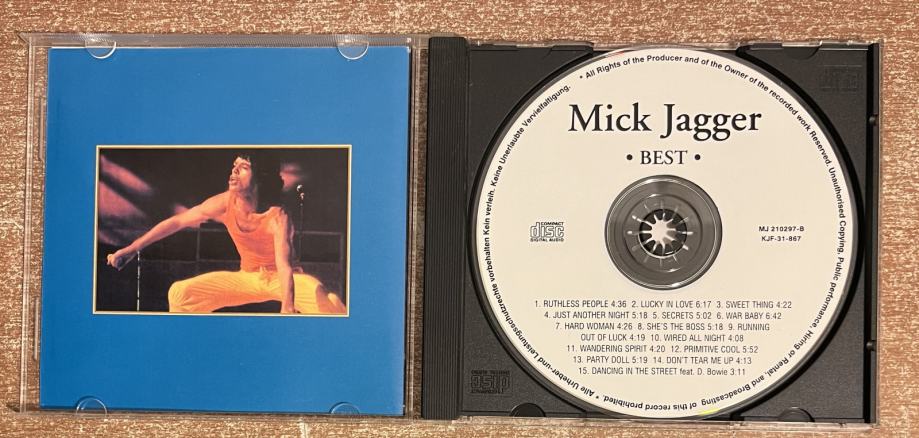 * All Rights of the Producer and of the Owner of the recorded work Reserved. Unauthorised Copying, Public performance, Hiring or Rental, and Broadcasting of this record prohibited. * Alle Urheber-und Leistungsschutzrechte vorbehalten Kein verleih. Keine Unerlaubte Vervielfältigung.
Mick Jagger
• BEST •
COMPACT
disc
DIGITAL AUDIO
MJ 210297-B
KJF-31-867
1. RUTHLESS PEOPLE 4:36 2. LUCKY IN LOVE 6:17 3. SWEET THING 4:22
4. JUST ANOTHER NIGHT 5:18 5. SECRETS 5:02 6. WAR BABY 6:42
7. HARD WOMAN 4:26 8. SHE'S THE BOSS 5:18 9. RUNNING
OUT OF LUCK 4:19 10. WIRED ALL NIGHT 4:08
11. WANDERING SPIRIT 4:20 12. PRIMITIVE COOL 5:52
13. PARTY DOLL 5:19 14. DON'T TEAR ME UP 4:13
15. DANCING IN THE STREET feat. D. Bowie 3:11